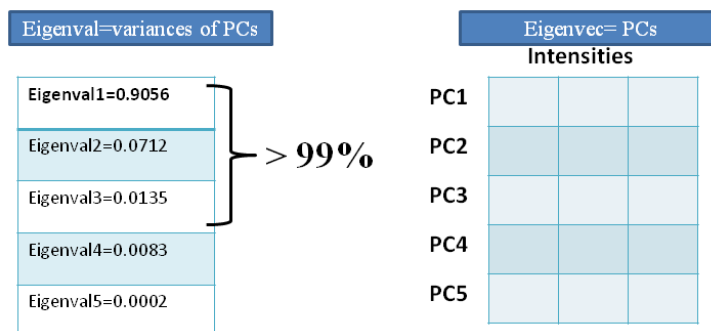 Eigenval=variances of PCs
Eigenval1=0.9056
Eigenval2=0.0712
Eigenval3=0.0135
Eigenval4=0.0083
Eigenval5=0.0002
> 99%
Eigenvec= PCs
Intensities
PC1
PC2
PC3
PC4
PC5